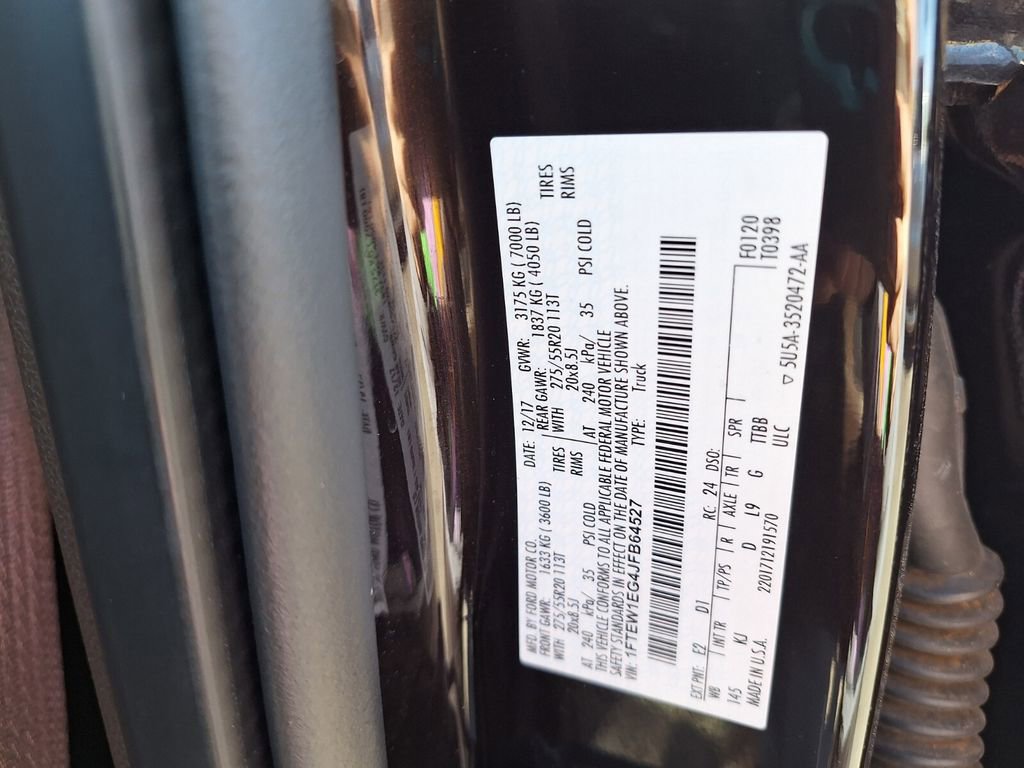 MFD. BY FORD MOTOR CO. DATE: 12/17 GVWR: 3175 KG ( 7000 LB)
FRONT GAWR: 1633 KG ( 3600 LB) REAR GAWR: 1837 KG ( 4050 LB)
WITH 275/55R20 113T TIRES WITH 275/55R20 113T TIRES
20x8.5J RIMS 20x8.5J RIMS
AT 240 kPa/ 35 PSI COLD AT 240 kPa/ 35 PSI COLD
THIS VEHICLE CONFORMS TO ALL APPLICABLE FEDERAL MOTOR VEHICLE
SAFETY STANDARDS IN EFFECT ON THE DATE OF MANUFACTURE SHOWN ABOVE.
VIN: 1FTEW1EG4JFB64527 TYPE: Truck
EXT PNT: E2 D1 RC: 24 DSO: F0120
WB INT TR TP/PS R AXLE TR SPR T0398
145 KJ D L9 G TTBB
MADE IN U.S.A. 2201712191570 ULC ▽ 5U5A-3520472-AA